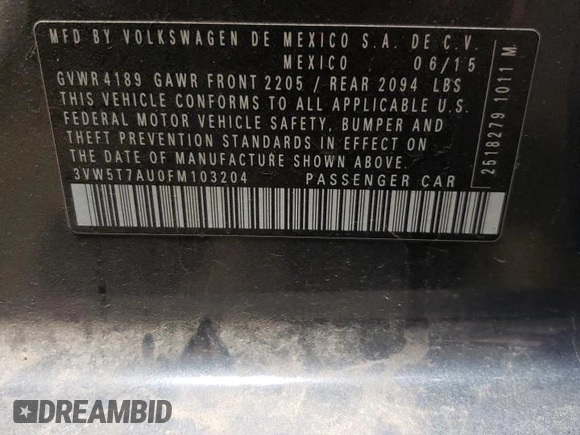 MFD BY VOLKSWAGEN DE MEXICO S.A. DE C.V.
MEXICO 06/15
GVWR 4189 GAWR FRONT 2205 / REAR 2094 LBS
THIS VEHICLE CONFORMS TO ALL APPLICABLE U.S.
FEDERAL MOTOR VEHICLE SAFETY, BUMPER AND
THEFT PREVENTION STANDARDS IN EFFECT ON
THE DATE OF MANUFACTURE SHOWN ABOVE.
3VW5T7AU0FM103204 PASSENGER CAR
2518279 1011 M
DREAMBID